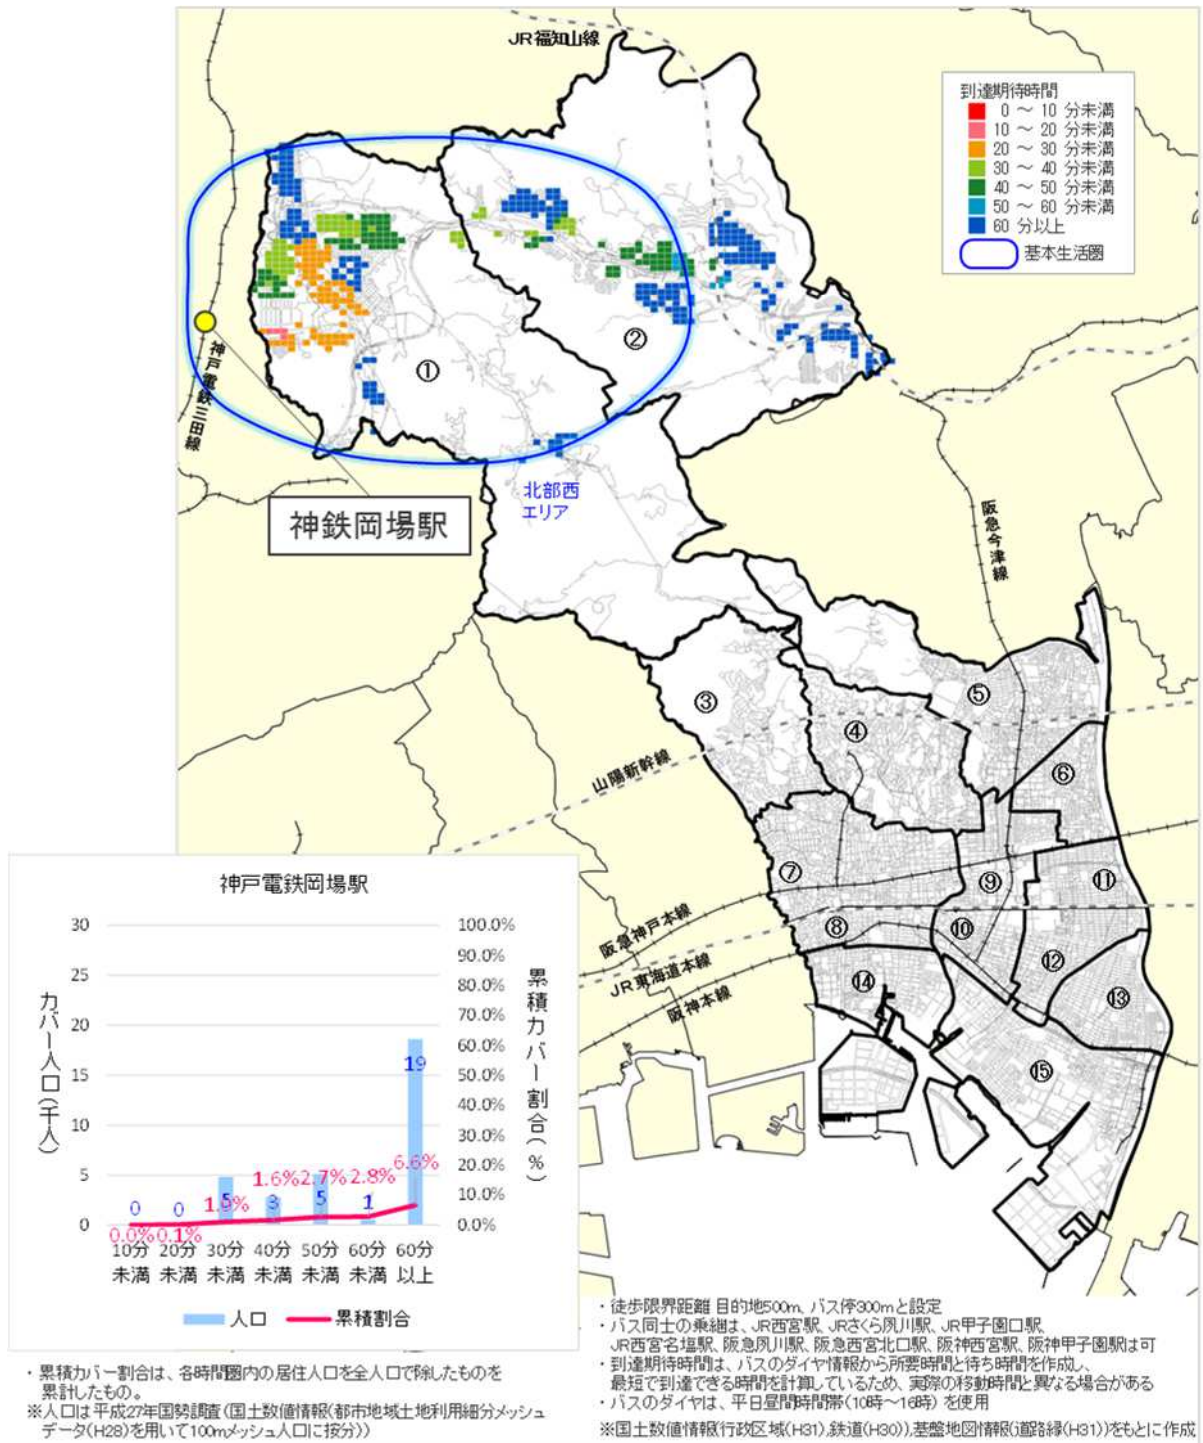 JR福知山線
到達期待時間
0 ～ 10 分未満
10 ～ 20 分未満
20 ～ 30 分未満
30 ～ 40 分未満
40 ～ 50 分未満
50 ～ 60 分未満
60 分以上
基本生活圏
①
②
神戸電鉄三田線
神鉄岡場駅
北部西
エリア
阪急今津線
③
④
⑤
⑥
⑦
⑧
⑨
⑩
⑪
⑫
⑬
⑭
⑮
山陽新幹線
阪急神戸本線
JR東海道本線
阪神本線
神戸電鉄岡場駅
カバー人口(千人)
30
25
20
15
10
5
0
累積カバー割合(%)
100.0%
90.0%
80.0%
70.0%
60.0%
50.0%
40.0%
30.0%
20.0%
10.0%
0.0%
0
0
5
3
5
1
19
0.0%
0.1%
1.6%
2.7%
2.8%
6.6%
10分
未満
20分
未満
30分
未満
40分
未満
50分
未満
60分
未満
60分
以上
人口
累積割合
・累積カバー割合は、各時間圏内の居住人口を全人口で除したものを
累計したもの。
※人口は平成27年国勢調査(国土数値情報(都市地域土地利用細分メッシュ
データ(H28)を用いて100mメッシュ人口に按分))
・徒歩限界距離 目的地500m、バス停300mと設定
・バス同士の乗継は、JR西宮駅、JRさくら夙川駅、JR甲子園口駅、
JR西宮名塩駅、阪急夙川駅、阪急西宮北口駅、阪神西宮駅、阪神甲子園駅は可
・到達期待時間は、バスのダイヤ情報から所要時間と待ち時間を作成し、
最短で到達できる時間を計算しているため、実際の移動時間と異なる場合がある
・バスのダイヤは、平日昼間時間帯(10時～16時)を使用
※国土数値情報(行政区域(H31),鉄道(H30)),基盤地図情報(道路縁(H31))をもとに作成